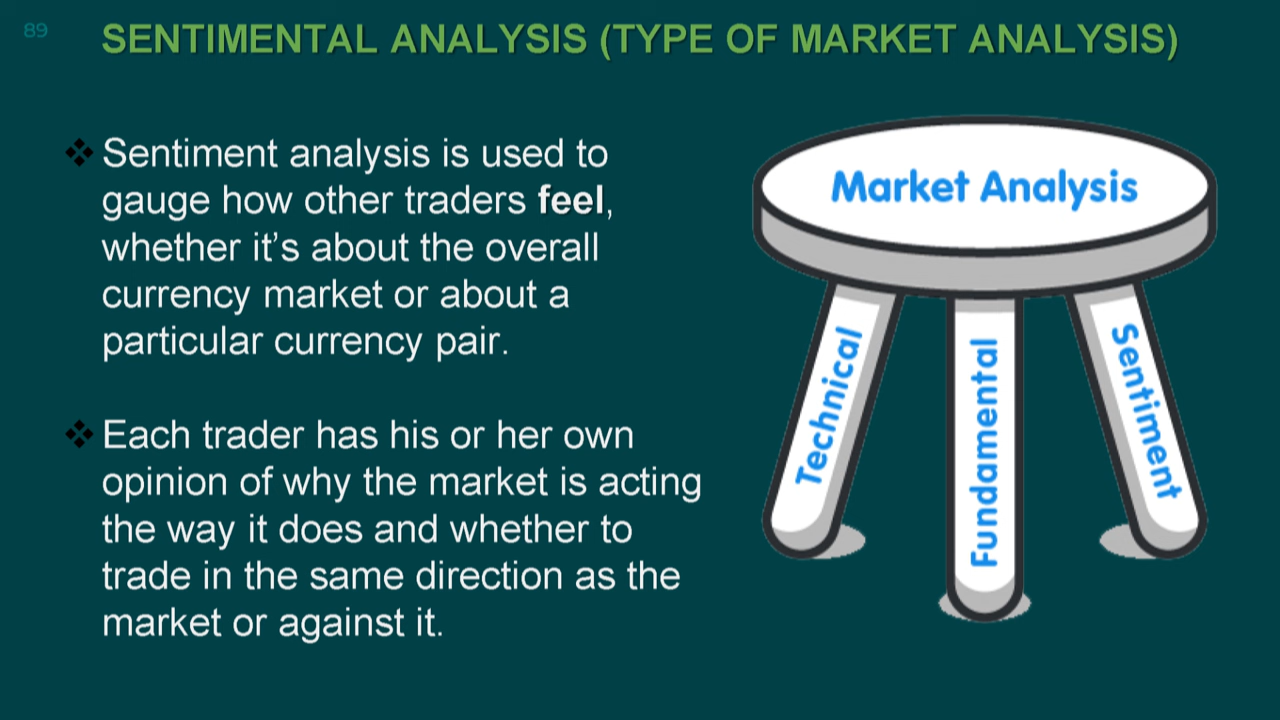 89
SENTIMENTAL ANALYSIS (TYPE OF MARKET ANALYSIS)
Sentiment analysis is used to
gauge how other traders feel,
whether it's about the overall
currency market or about a
particular currency pair.
Each trader has his or her own
opinion of why the market is acting
the way it does and whether to
trade in the same direction as the
market or against it.
Market Analysis
Technical
Fundamental
Sentiment